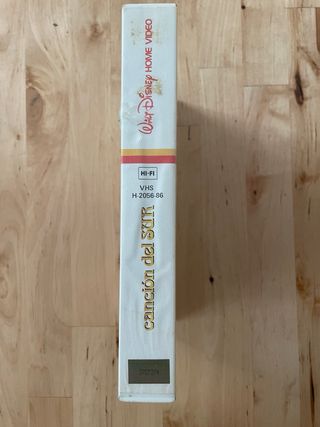 WALT DISNEY HOME VIDEO
HI-FI
VHS
H-2056-86
canción del SUR